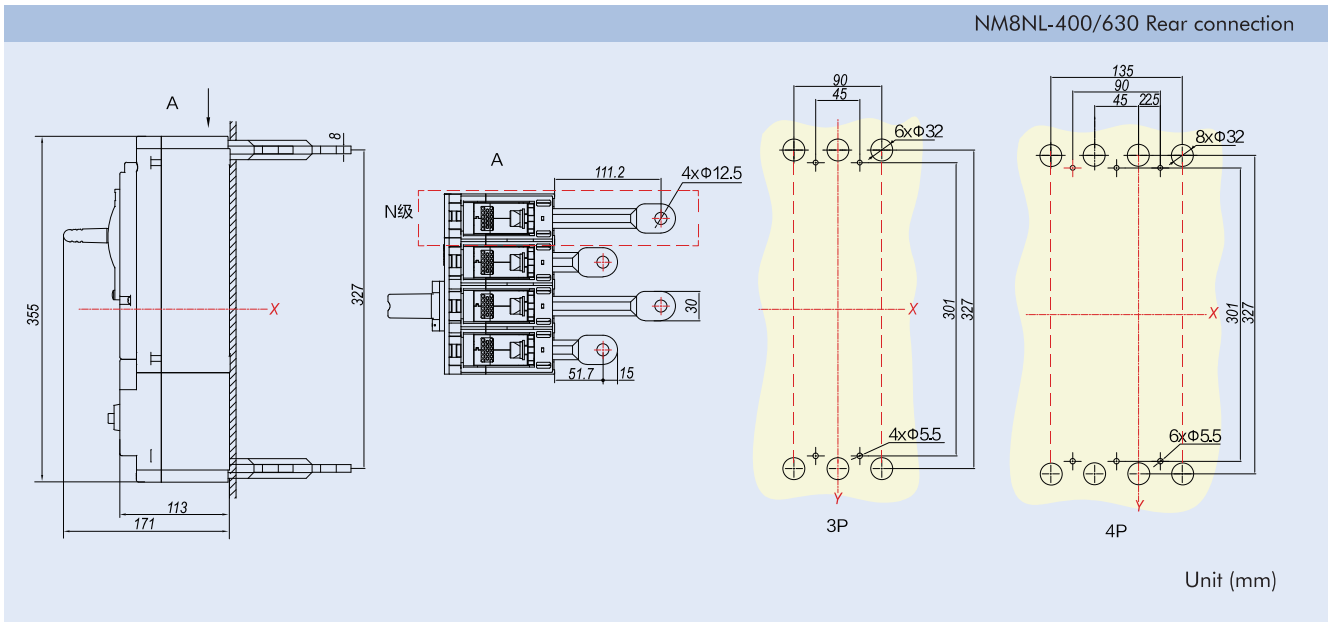 NM8NL-400/630 Rear connection
A
8
355
X
327
113
171
A
N级
111.2
4xΦ12.5
30
51.7
15
90
45
6xΦ32
X
301
327
4xΦ5.5
Y
3P
135
90
45
225
8xΦ32
X
301
327
6xΦ5.5
Y
4P
Unit (mm)